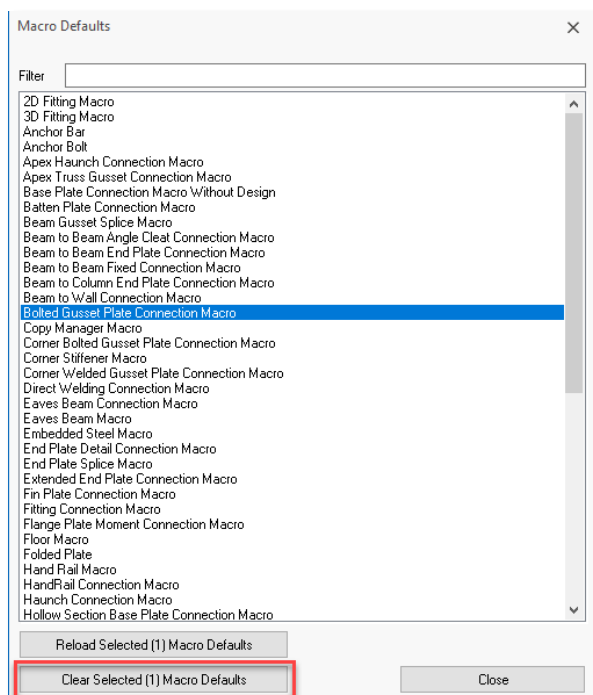 Macro Defaults
Filter
2D Fitting Macro
3D Fitting Macro
Anchor Bar
Anchor Bolt
Apex Haunch Connection Macro
Apex Truss Gusset Connection Macro
Base Plate Connection Macro Without Design
Batten Plate Connection Macro
Beam Gusset Splice Macro
Beam to Beam Angle Cleat Connection Macro
Beam to Beam End Plate Connection Macro
Beam to Beam Fixed Connection Macro
Beam to Column End Plate Connection Macro
Beam to Wall Connection Macro
Bolted Gusset Plate Connection Macro
Copy Manager Macro
Corner Bolted Gusset Plate Connection Macro
Corner Stiffener Macro
Corner Welded Gusset Plate Connection Macro
Direct Welding Connection Macro
Eaves Beam Connection Macro
Eaves Beam Macro
Embedded Steel Macro
End Plate Detail Connection Macro
End Plate Splice Macro
Extended End Plate Connection Macro
Fin Plate Connection Macro
Fitting Connection Macro
Flange Plate Moment Connection Macro
Floor Macro
Folded Plate
Hand Rail Macro
HandRail Connection Macro
Haunch Connection Macro
Hollow Section Base Plate Connection Macro
Reload Selected (1) Macro Defaults
Clear Selected (1) Macro Defaults
Close